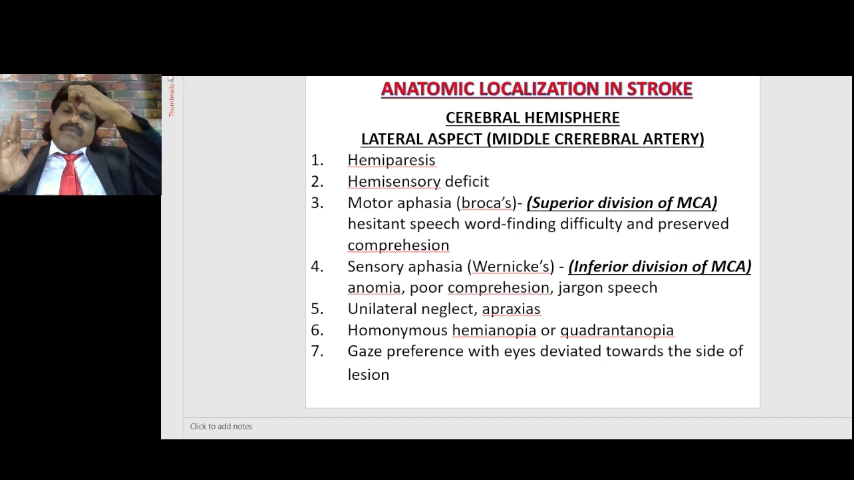 Thumbnails
ANATOMIC LOCALIZATION IN STROKE
CEREBRAL HEMISPHERE
LATERAL ASPECT (MIDDLE CREREBRAL ARTERY)
1. Hemiparesis
2. Hemisensory deficit
3. Motor aphasia (broca's)- (Superior division of MCA)
hesitant speech word-finding difficulty and preserved
comprehesion
4. Sensory aphasia (Wernicke's) - (Inferior division of MCA)
anomia, poor comprehesion, jargon speech
5. Unilateral neglect, apraxias
6. Homonymous hemianopia or quadrantanopia
7. Gaze preference with eyes deviated towards the side of
lesion
Click to add notes